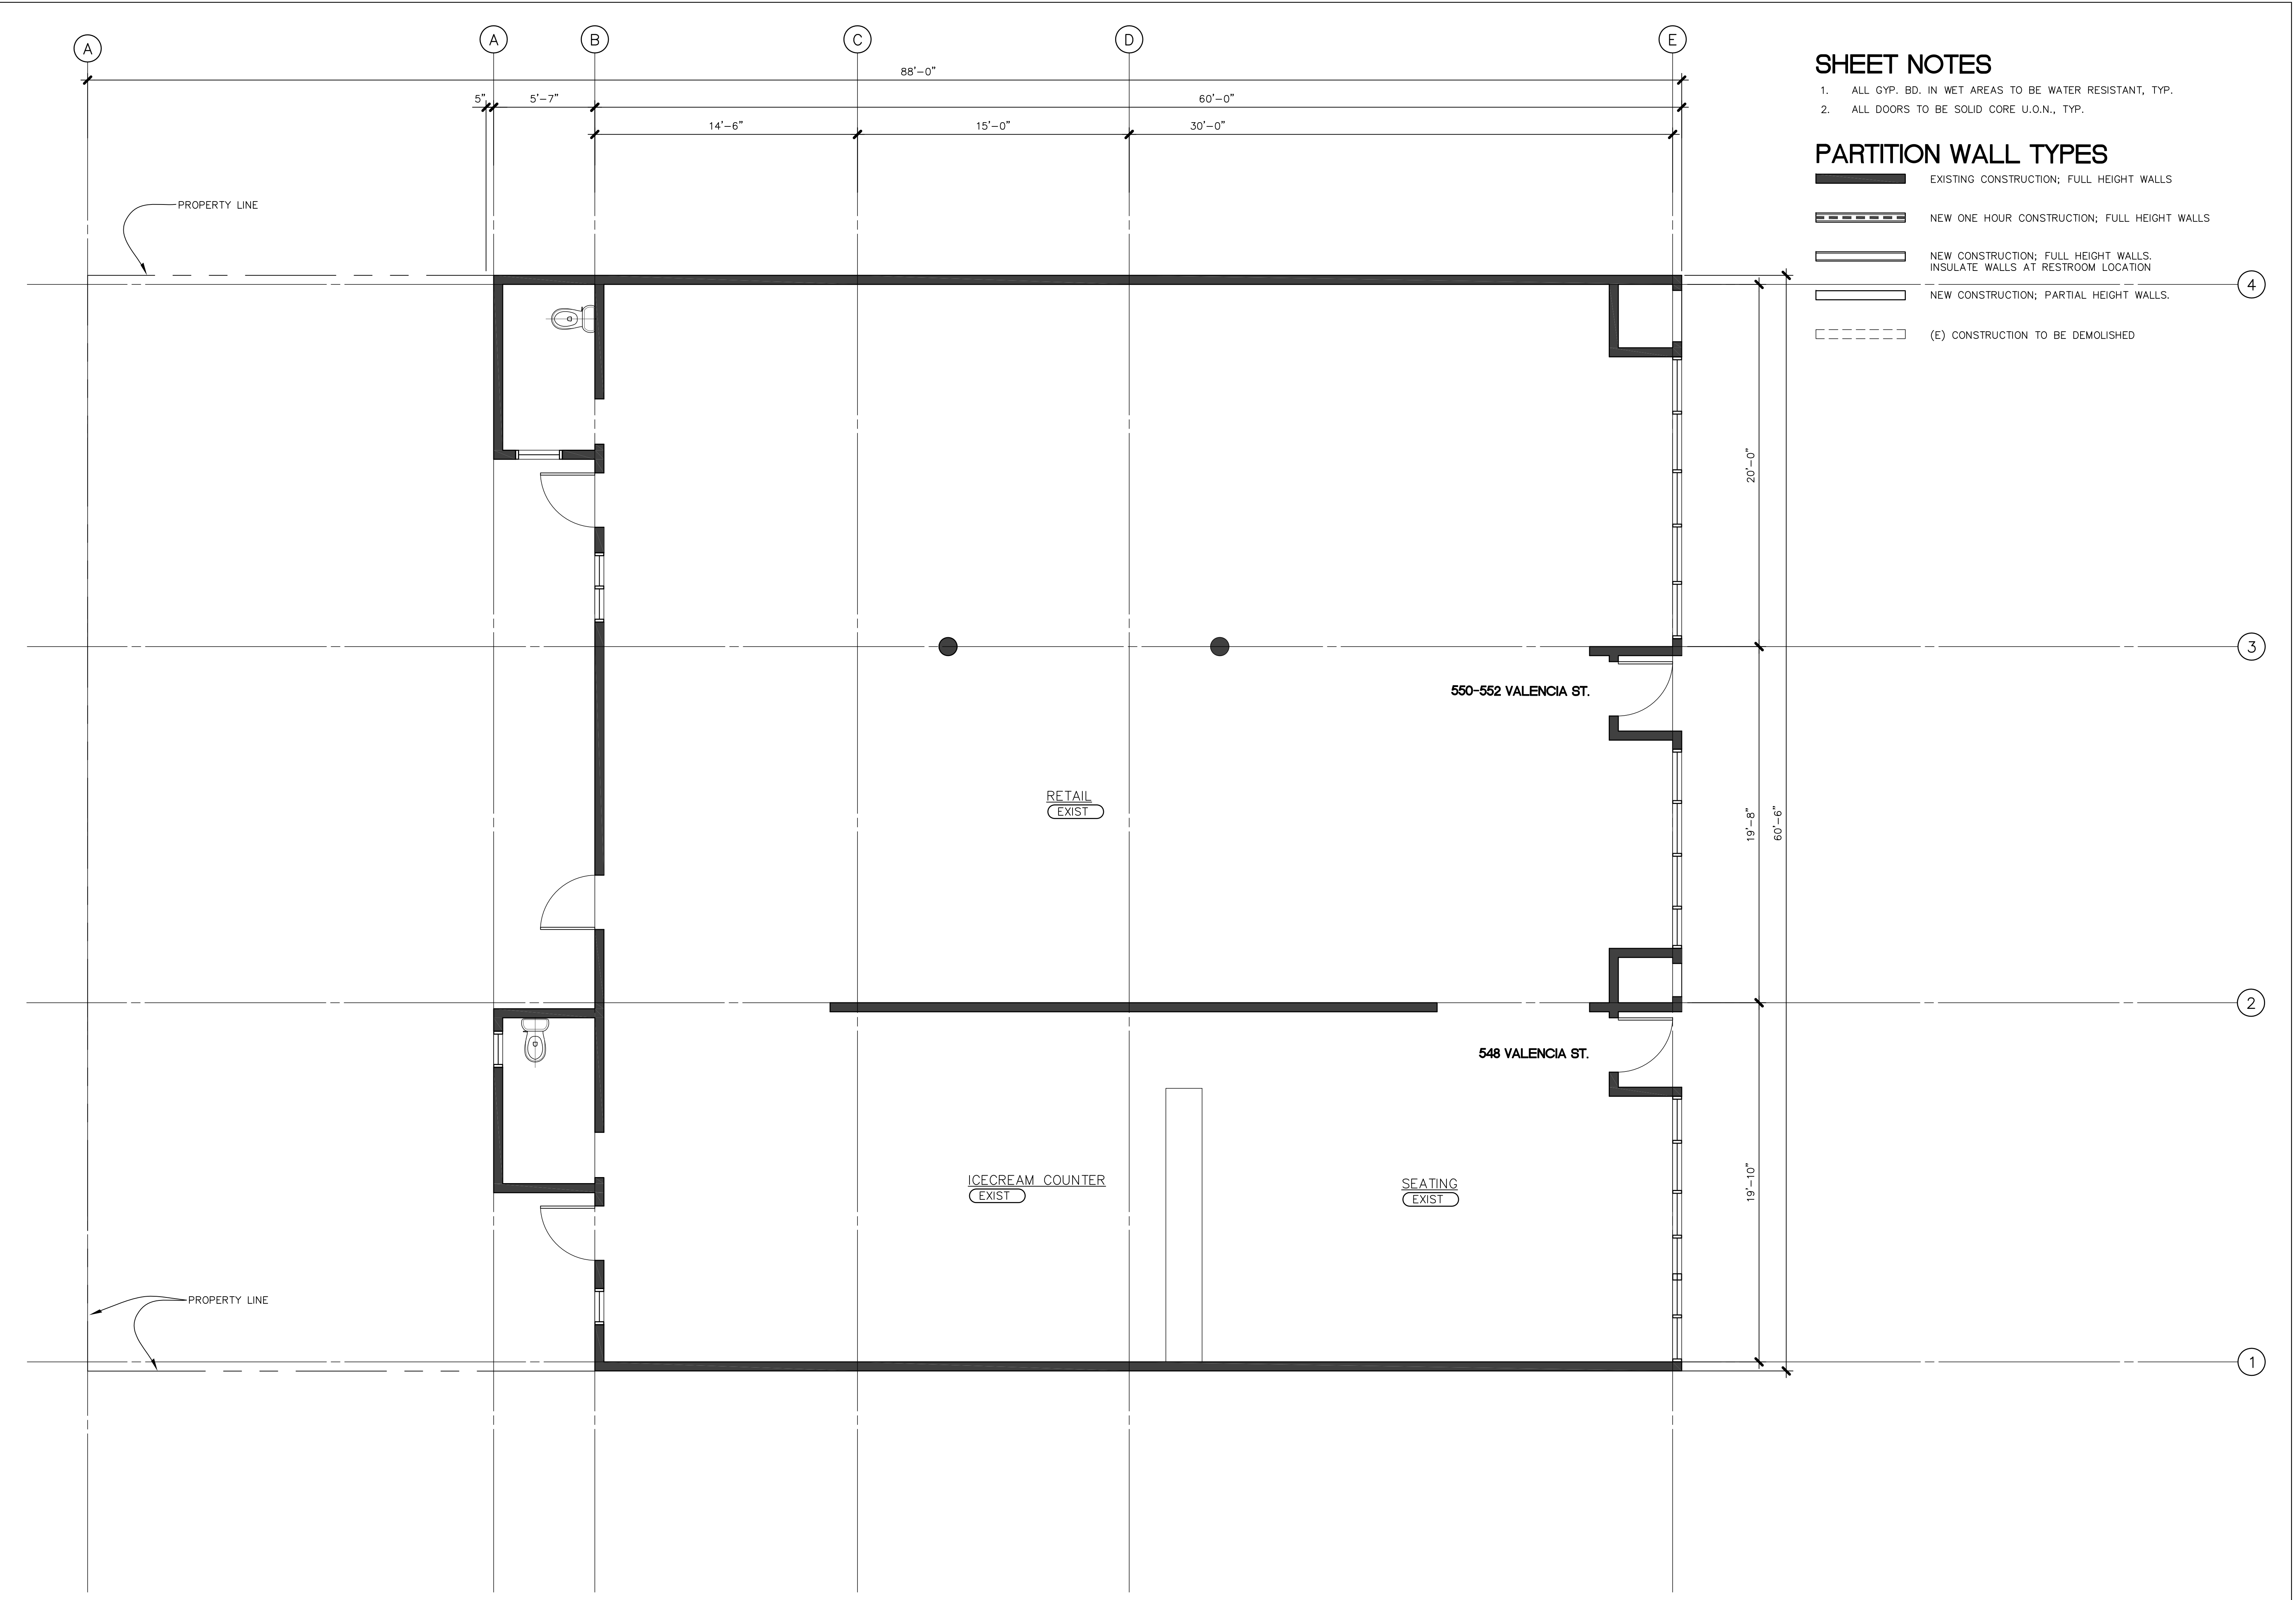 A
A
B
C
D
E
88'-0"
5"
5'-7"
60'-0"
14'-6"
15'-0"
30'-0"
SHEET NOTES
1. ALL GYP. BD. IN WET AREAS TO BE WATER RESISTANT, TYP.
2. ALL DOORS TO BE SOLID CORE U.O.N., TYP.
PARTITION WALL TYPES
EXISTING CONSTRUCTION; FULL HEIGHT WALLS
NEW ONE HOUR CONSTRUCTION; FULL HEIGHT WALLS
NEW CONSTRUCTION; FULL HEIGHT WALLS.
INSULATE WALLS AT RESTROOM LOCATION
NEW CONSTRUCTION; PARTIAL HEIGHT WALLS.
(E) CONSTRUCTION TO BE DEMOLISHED
PROPERTY LINE
4
20'-0"
3
550-552 VALENCIA ST.
RETAIL
EXIST
19'-8"
60'-6"
2
548 VALENCIA ST.
ICECREAM COUNTER
EXIST
SEATING
EXIST
19'-10"
PROPERTY LINE
1